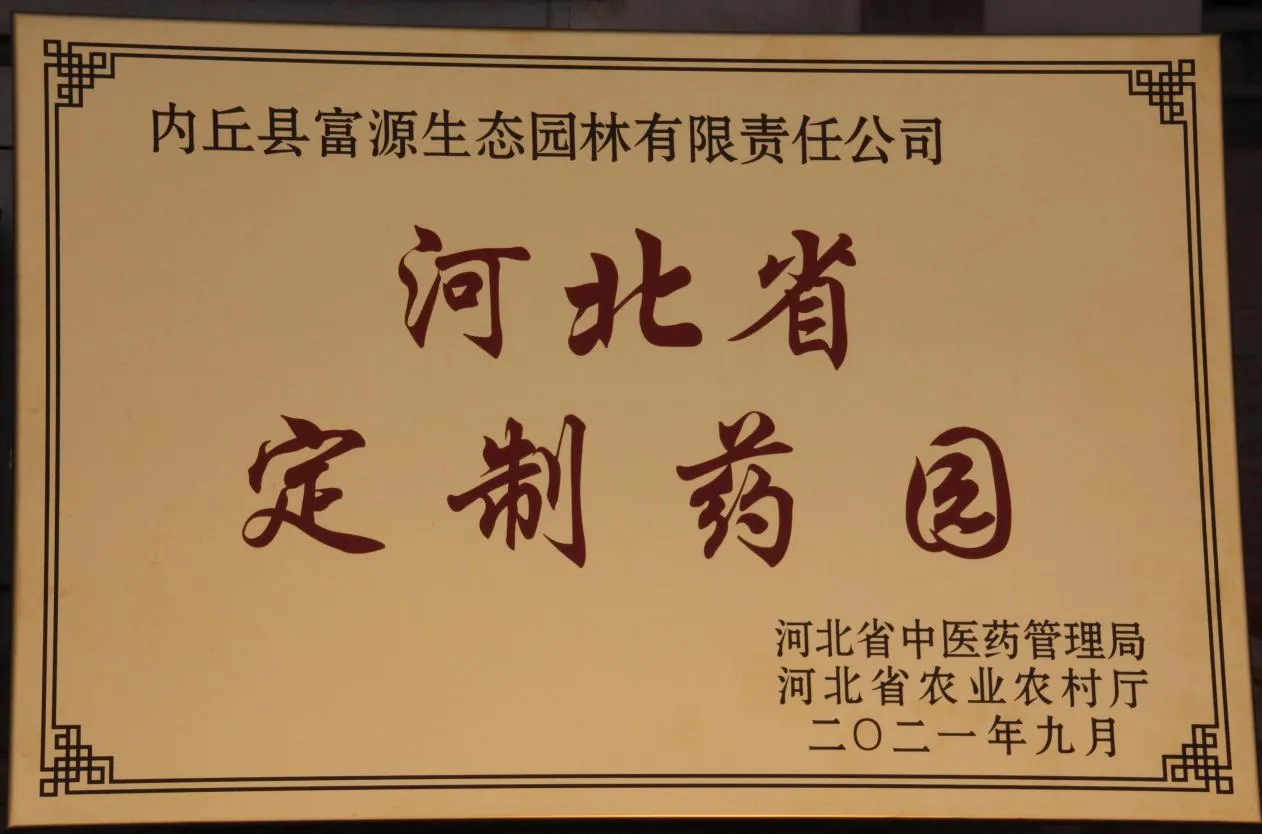 内丘县富源生态园林有限责任公司
河北省
定制药园
河北省中医药管理局
河北省农业农村厅
二〇二一年九月